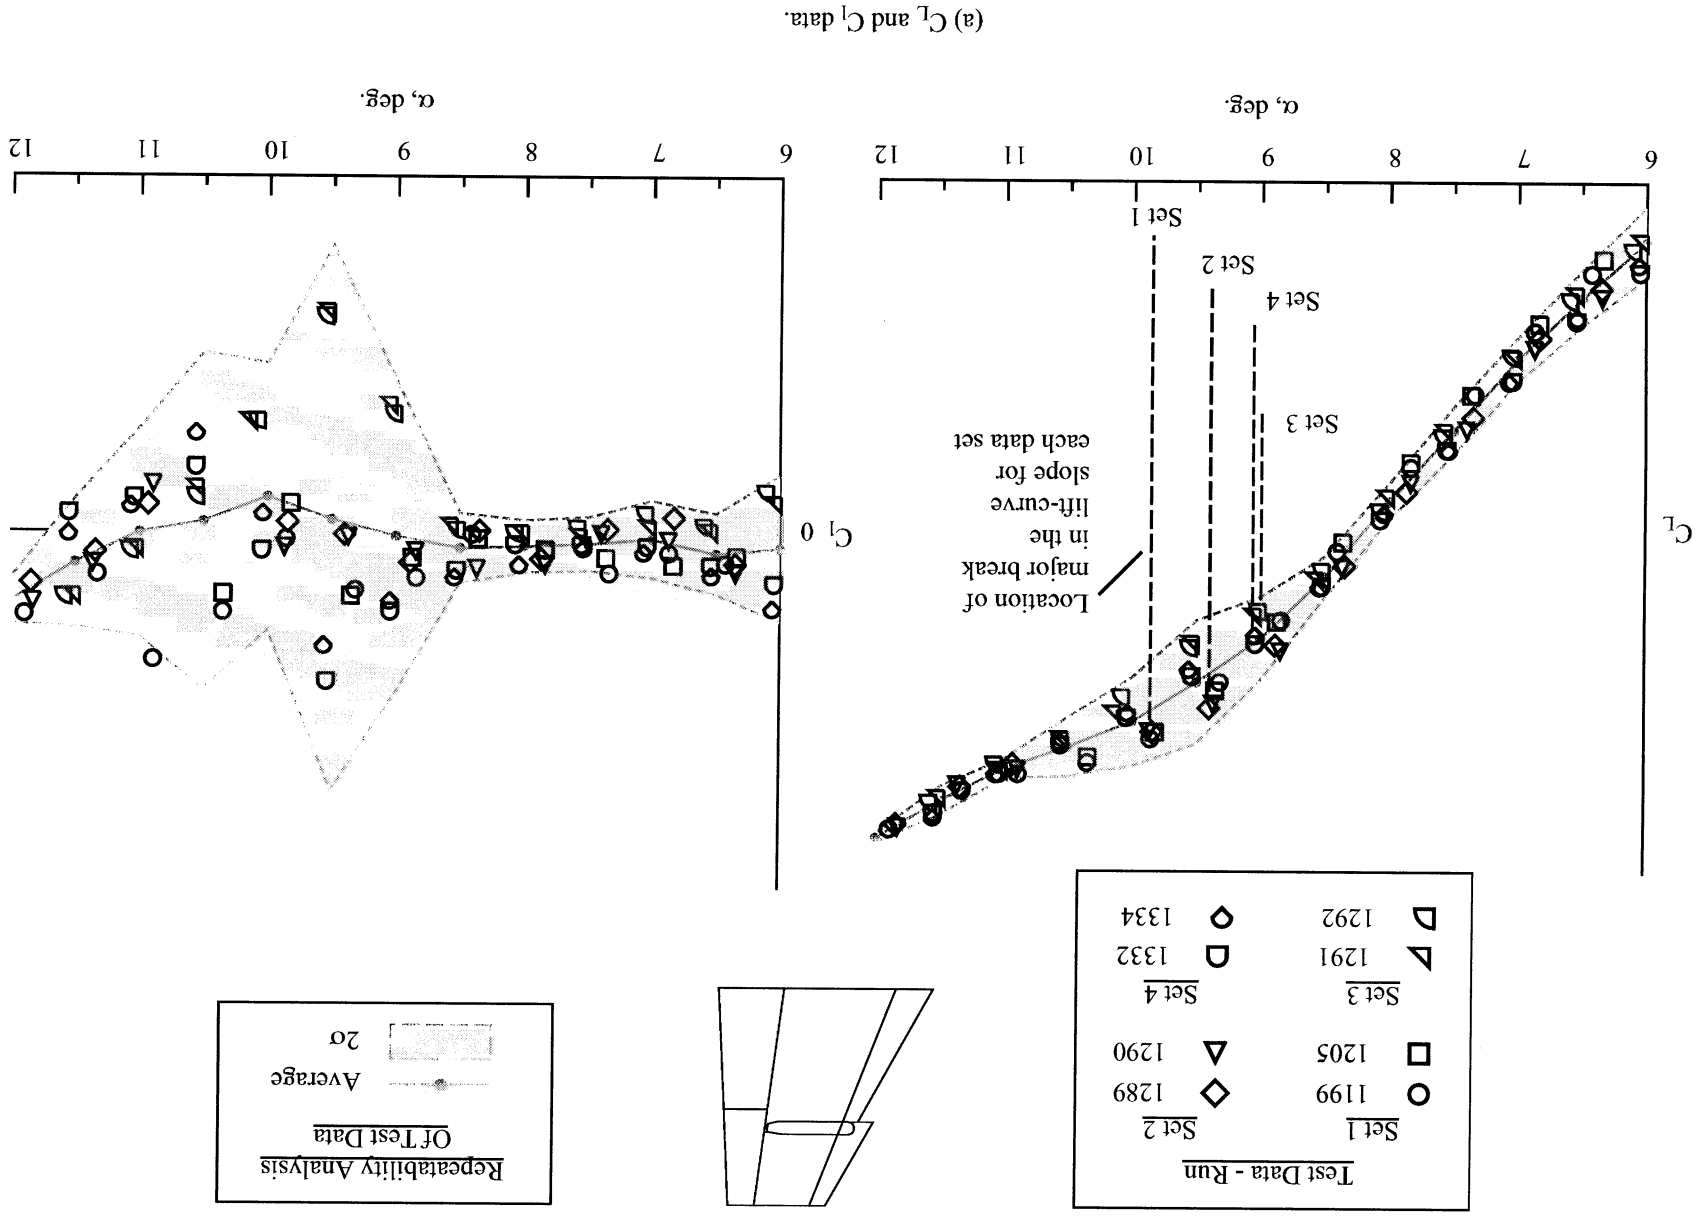 Test Data - Run
Set 1
1199
1205
Set 2
1289
1290
Set 3
1291
1292
Set 4
1332
1334
Repeatability Analysis
Of Test Data
Average
2σ
C_L
Location of
major break
in the
lift-curve
slope for
each data set
Set 3
Set 4
Set 2
Set 1
6 7 8 9 10 11 12
α, deg.
C_l
0
6 7 8 9 10 11 12
α, deg.
(a) C_L and C_l data.